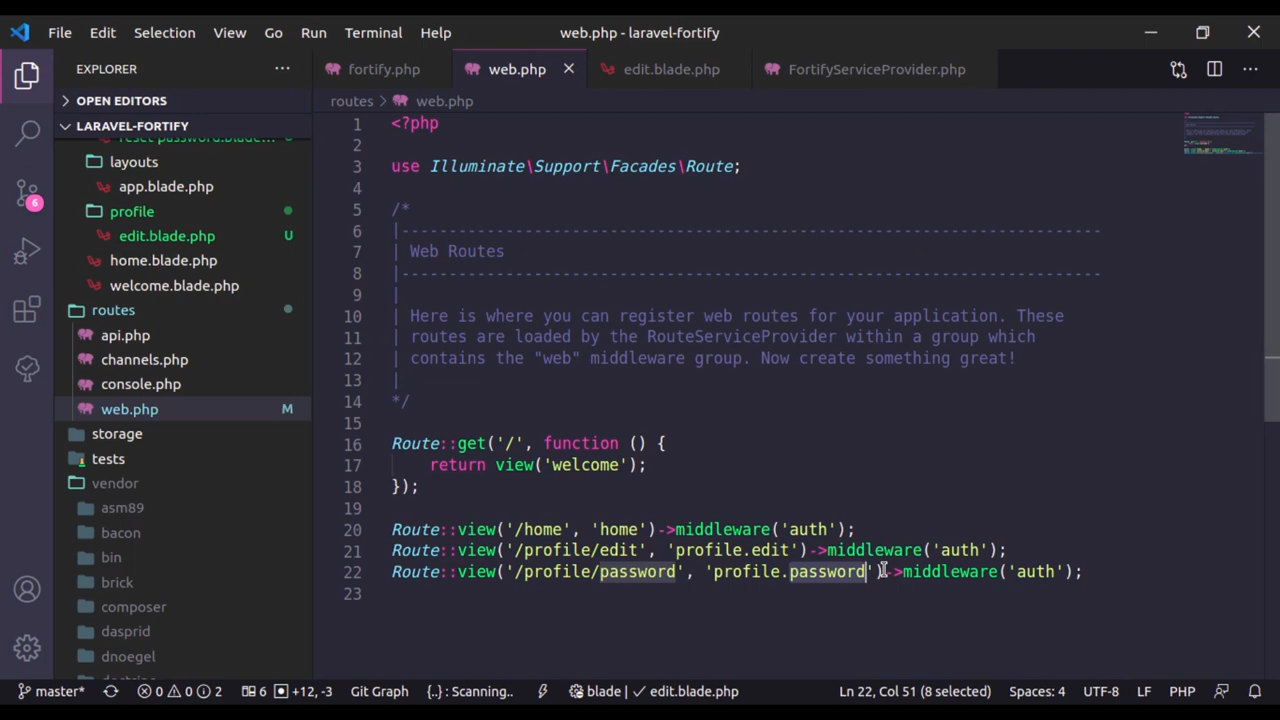 File Edit Selection View Go Run Terminal Help web.php - laravel-fortify
EXPLORER
OPEN EDITORS
LARAVEL-FORTIFY
reset password.blade...
layouts
app.blade.php
profile
edit.blade.php U
home.blade.php
welcome.blade.php
routes
api.php
channels.php
console.php
web.php M
storage
tests
vendor
asm89
bacon
bin
brick
composer
dasprid
dnoegel
6
fortify.php web.php edit.blade.php FortifyServiceProvider.php
routes > web.php
1 <?php
2
3 use Illuminate\Support\Facades\Route;
4
5 /*
6 |--------------------------------------------------------------------------
7 | Web Routes
8 |--------------------------------------------------------------------------
9 |
10 | Here is where you can register web routes for your application. These
11 | routes are loaded by the RouteServiceProvider within a group which
12 | contains the "web" middleware group. Now create something great!
13 |
14 */
15
16 Route::get('/', function () {
17     return view('welcome');
18 });
19
20 Route::view('/home', 'home')->middleware('auth');
21 Route::view('/profile/edit', 'profile.edit')->middleware('auth');
22 Route::view('/profile/password', 'profile.password')->middleware('auth');
23
master* 0 0 2 6 +12, -3 Git Graph {..} : Scanning.. blade | ✓ edit.blade.php Ln 22, Col 51 (8 selected) Spaces: 4 UTF-8 LF PHP